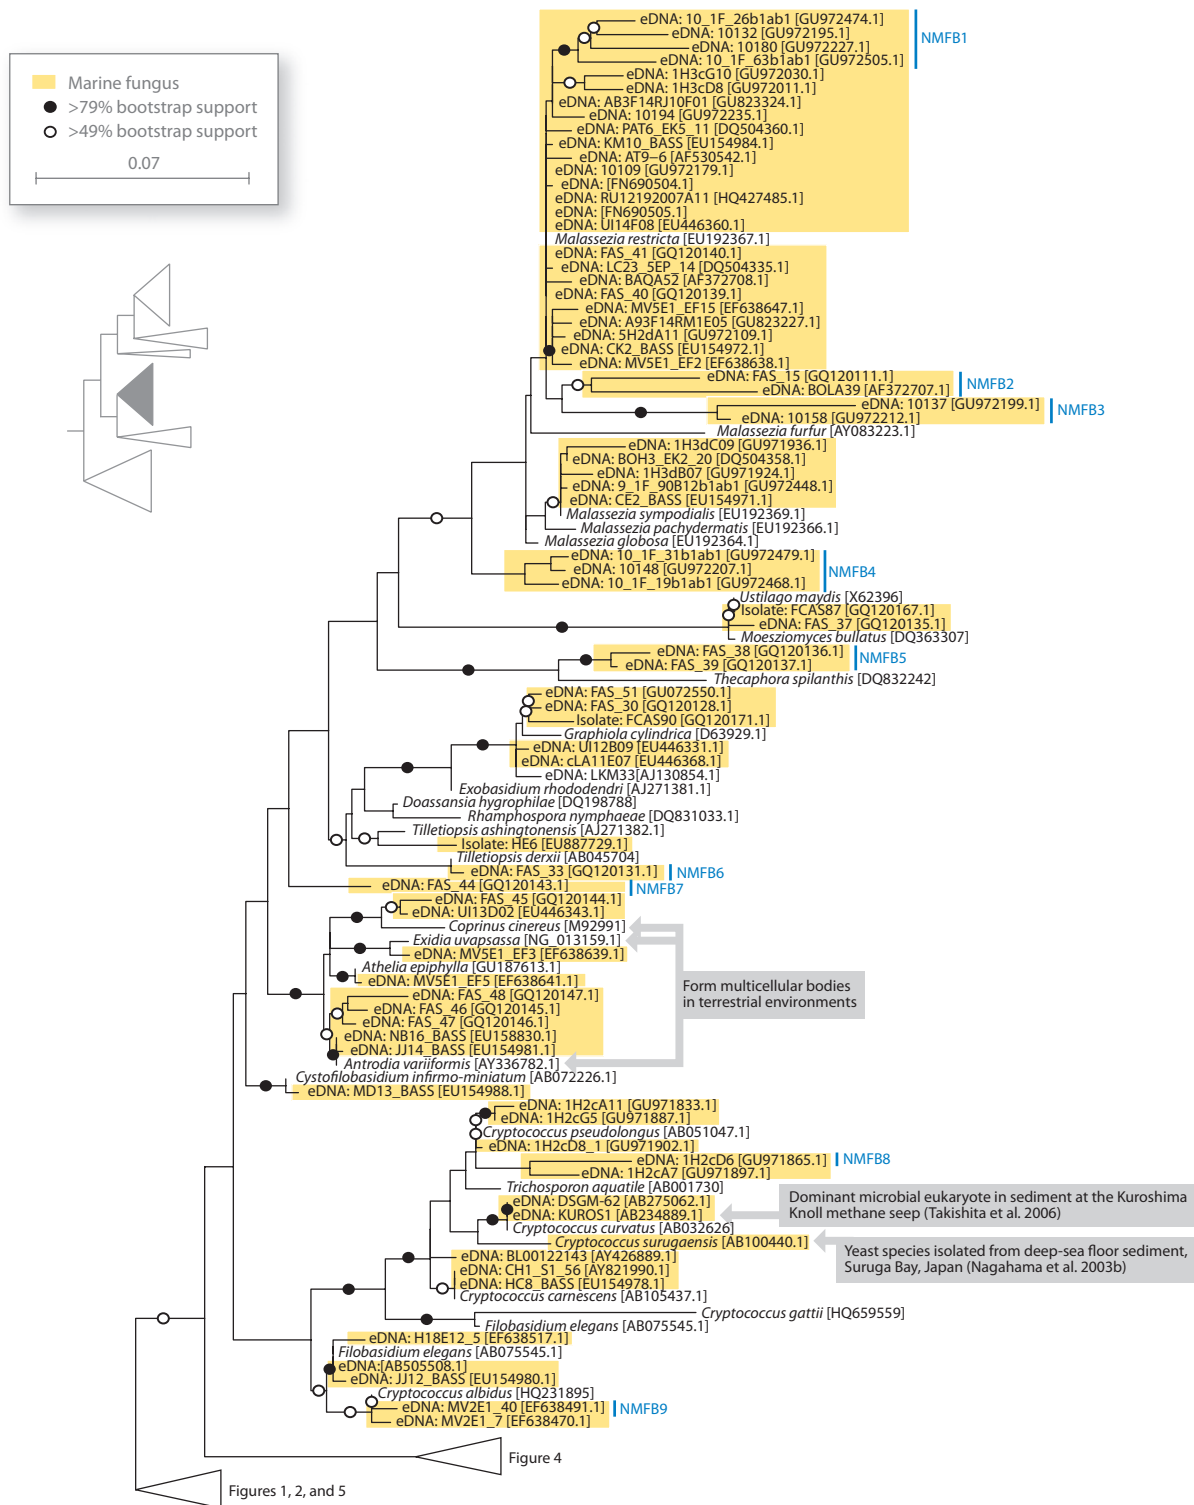 Marine fungus
>79% bootstrap support
>49% bootstrap support
0.07
eDNA: 10_1F_26b1ab1 [GU972474.1]
eDNA: 10132 [GU972195.1]
eDNA: 10180 [GU972227.1]
eDNA: 10_1F_63b1ab1 [GU972505.1]
NMFB1
eDNA: 1H3cG10 [GU972030.1]
eDNA: 1H3cD8 [GU972011.1]
eDNA: AB3F14RJ10F01 [GU823324.1]
eDNA: 10194 [GU972235.1]
eDNA: PAT6_EK5_11 [DQ504360.1]
eDNA: KM10_BASS [EU154984.1]
eDNA: AT9–6 [AF530542.1]
eDNA: 10109 [GU972179.1]
eDNA: [FN690504.1]
eDNA: RU12192007A11 [HQ427485.1]
eDNA: [FN690505.1]
eDNA: UI14F08 [EU446360.1]
Malassezia restricta [EU192367.1]
eDNA: FAS_41 [GQ120140.1]
eDNA: LC23_5EP_14 [DQ504335.1]
eDNA: BAQA52 [AF372708.1]
eDNA: FAS_40 [GQ120139.1]
eDNA: MV5E1_EF15 [EF638647.1]
eDNA: A93F14RM1E05 [GU823227.1]
eDNA: 5H2dA11 [GU972109.1]
eDNA: CK2_BASS [EU154972.1]
eDNA: MV5E1_EF2 [EF638638.1]
eDNA: FAS_15 [GQ120111.1]
eDNA: BOLA39 [AF372707.1]
NMFB2
eDNA: 10137 [GU972199.1]
eDNA: 10158 [GU972212.1]
NMFB3
Malassezia furfur [AY083223.1]
eDNA: 1H3dC09 [GU971936.1]
eDNA: BOH3_EK2_20 [DQ504358.1]
eDNA: 1H3dB07 [GU971924.1]
eDNA: 9_1F_90B12b1ab1 [GU972448.1]
eDNA: CE2_BASS [EU154971.1]
Malassezia sympodialis [EU192369.1]
Malassezia pachydermatis [EU192366.1]
Malassezia globosa [EU192364.1]
eDNA: 10_1F_31b1ab1 [GU972479.1]
eDNA: 10148 [GU972207.1]
eDNA: 10_1F_19b1ab1 [GU972468.1]
NMFB4
Ustilago maydis [X62396]
Isolate: FCAS87 [GQ120167.1]
eDNA: FAS_37 [GQ120135.1]
Moesziomyces bullatus [DQ363307]
eDNA: FAS_38 [GQ120136.1]
eDNA: FAS_39 [GQ120137.1]
NMFB5
Thecaphora spilanthis [DQ832242]
eDNA: FAS_51 [GU072550.1]
eDNA: FAS_30 [GQ120128.1]
Isolate: FCAS90 [GQ120171.1]
Graphiola cylindrica [D63929.1]
eDNA: UI12B09 [EU446331.1]
eDNA: cLA11E07 [EU446368.1]
eDNA: LKM33[AJ130854.1]
Exobasidium rhododendri [AJ271381.1]
Doassansia hygrophilae [DQ198788]
Rhamphospora nymphaeae [DQ831033.1]
Tilletiopsis ashingtonensis [AJ271382.1]
Isolate: HE6 [EU887729.1]
Tilletiopsis derxii [AB045704]
eDNA: FAS_33 [GQ120131.1]
NMFB6
eDNA: FAS_44 [GQ120143.1]
NMFB7
eDNA: FAS_45 [GQ120144.1]
eDNA: UI13D02 [EU446343.1]
Coprinus cinereus [M92991]
Exidia uvapsassa [NG_013159.1]
eDNA: MV5E1_EF3 [EF638639.1]
Athelia epiphylla [GU187613.1]
eDNA: MV5E1_EF5 [EF638641.1]
Form multicellular bodies
in terrestrial environments
eDNA: FAS_48 [GQ120147.1]
eDNA: FAS_46 [GQ120145.1]
eDNA: FAS_47 [GQ120146.1]
eDNA: NB16_BASS [EU158830.1]
eDNA: JJ14_BASS [EU154981.1]
Antrodia variiformis [AY336782.1]
Cystofilobasidium infirmo-miniatum [AB072226.1]
eDNA: MD13_BASS [EU154988.1]
eDNA: 1H2cA11 [GU971833.1]
eDNA: 1H2cG5 [GU971887.1]
Cryptococcus pseudolongus [AB051047.1]
eDNA: 1H2cD8_1 [GU971902.1]
eDNA: 1H2cD6 [GU971865.1]
NMFB8
eDNA: 1H2cA7 [GU971897.1]
Trichosporon aquatile [AB001730]
eDNA: DSGM-62 [AB275062.1]
eDNA: KUROS1 [AB234889.1]
Cryptococcus curvatus [AB032626]
Dominant microbial eukaryote in sediment at the Kuroshima
Knoll methane seep (Takishita et al. 2006)
Cryptococcus surugaensis [AB100440.1]
Yeast species isolated from deep-sea floor sediment,
Suruga Bay, Japan (Nagahama et al. 2003b)
eDNA: BL00122143 [AY426889.1]
eDNA: CH1_S1_56 [AY821990.1]
eDNA: HC8_BASS [EU154978.1]
Cryptococcus carnescens [AB105437.1]
Cryptococcus gattii [HQ659559]
Filobasidium elegans [AB075545.1]
eDNA: H18E12_5 [EF638517.1]
Filobasidium elegans [AB075545.1]
eDNA:[AB505508.1]
eDNA: JJ12_BASS [EU154980.1]
Cryptococcus albidus [HQ231895]
eDNA: MV2E1_40 [EF638491.1]
NMFB9
eDNA: MV2E1_7 [EF638470.1]
Figure 4
Figures 1, 2, and 5